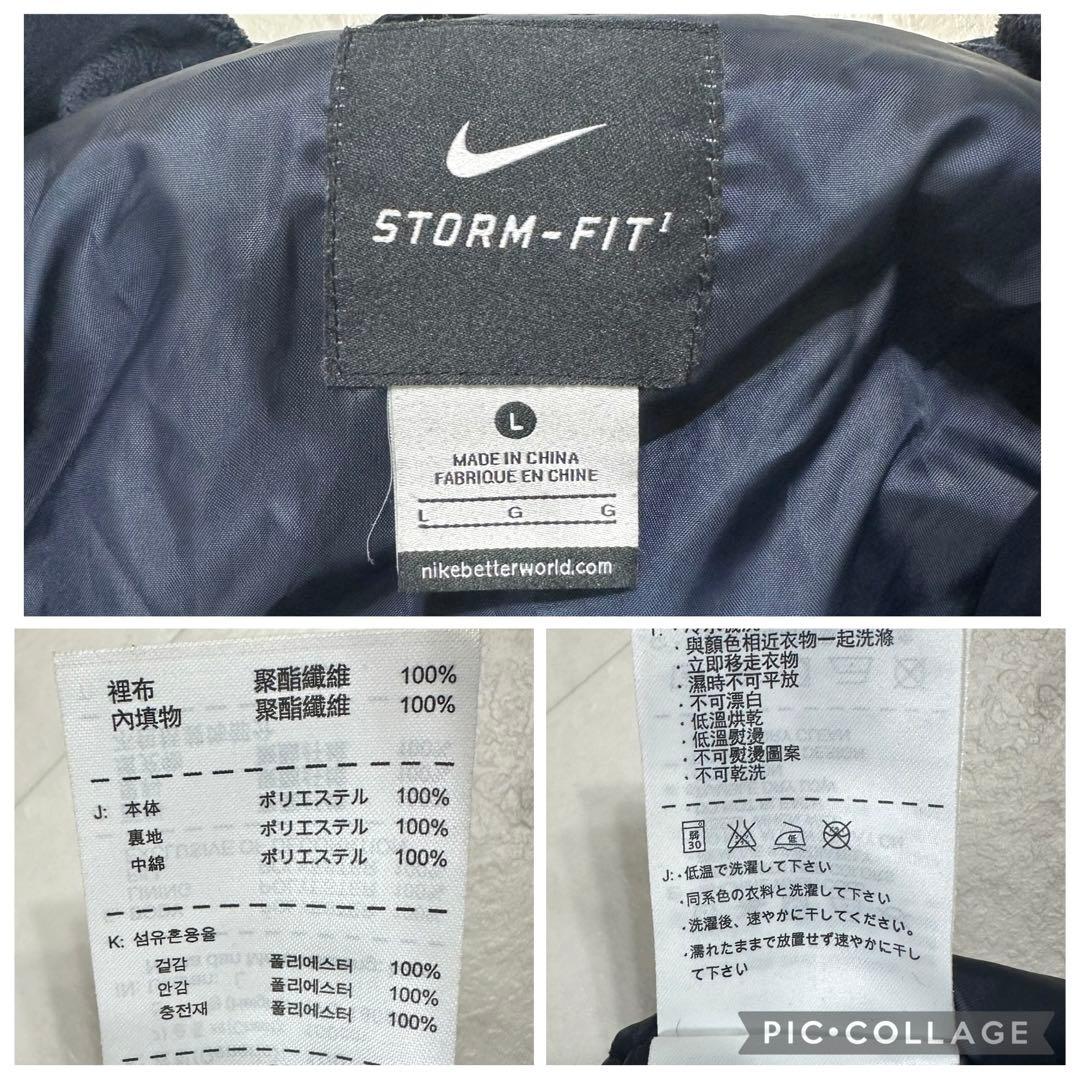 STORM-FIT¹
L
MADE IN CHINA
FABRIQUE EN CHINE
L G G
nikebetterworld.com
裡布 聚酯纖維 100%
內填物 聚酯纖維 100%
J: 本体 ポリエステル 100%
裏地 ポリエステル 100%
中綿 ポリエステル 100%
K: 섬유혼용율
겉감 폴리에스터 100%
안감 폴리에스터 100%
충전재 폴리에스터 100%
· 與顏色相近衣物一起洗滌
· 立即移走衣物
· 濕時不可平放
· 不可漂白
· 低溫烘乾
· 低溫熨燙
· 不可熨燙圖案
· 不可乾洗
弱 30 低
J: ・低温で洗濯して下さい
・同系色の衣料と洗濯して下さい
・洗濯後、速やかに干してください。
・濡れたままで放置せず速やかに干し
て下さい
PIC•COLLAGE